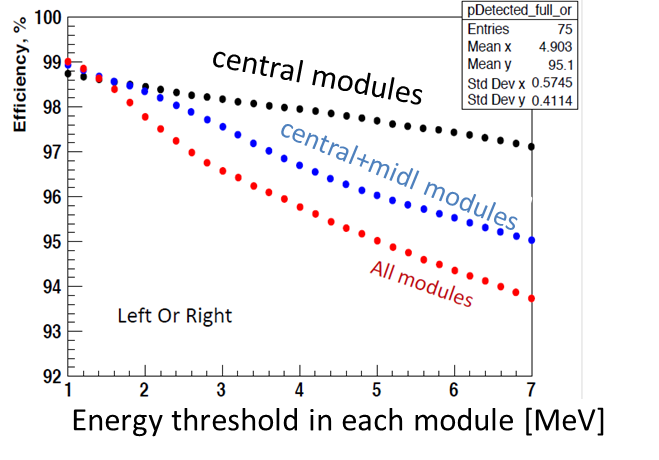 pDetected_full_or
Entries 75
Mean x 4.903
Mean y 95.1
Std Dev x 0.5745
Std Dev y 0.4114
Efficiency, %
100
99
98
97
96
95
94
93
92
central modules
central+midl modules
All modules
Left Or Right
1 2 3 4 5 6 7
Energy threshold in each module [MeV]